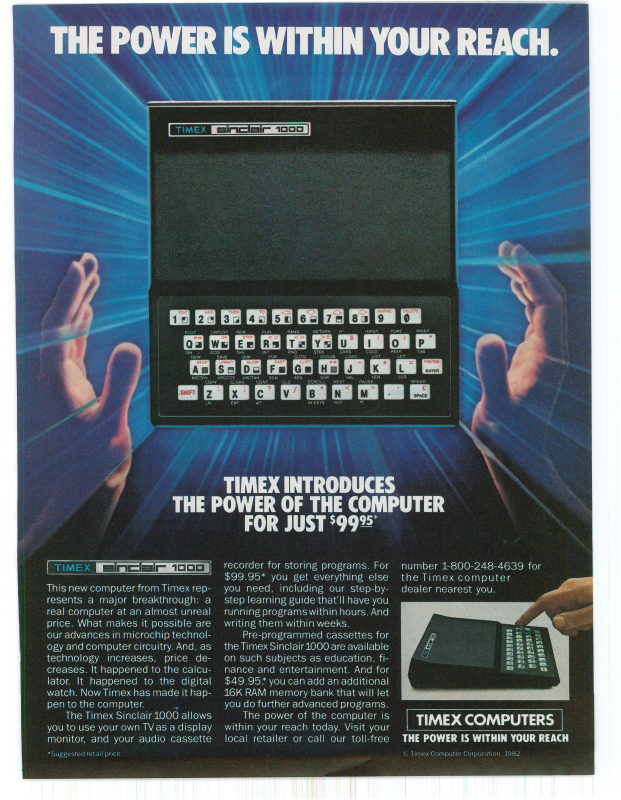 THE POWER IS WITHIN YOUR REACH.
TIMEX sinclair 1000
TIMEX INTRODUCES
THE POWER OF THE COMPUTER
FOR JUST $99⁹⁵*
TIMEX sinclair 1000
This new computer from Timex rep-
resents a major breakthrough: a
real computer at an almost unreal
price. What makes it possible are
our advances in microchip technol-
ogy and computer circuitry. And, as
technology increases, price de-
creases. It happened to the calcu-
lator. It happened to the digital
watch. Now Timex has made it hap-
pen to the computer.
The Timex Sinclair 1000™ allows
you to use your own TV as a display
monitor, and your audio cassette
*Suggested retail price
recorder for storing programs. For
$99.95* you get everything else
you need, including our step-by-
step learning guide that'll have you
running programs within hours. And
writing them within weeks.
Pre-programmed cassettes for
the Timex Sinclair 1000 are available
on such subjects as education, fi-
nance and entertainment. And for
$49.95,* you can add an additional
16K RAM memory bank that will let
you do further advanced programs.
The power of the computer is
within your reach today. Visit your
local retailer or call our toll-free
number 1-800-248-4639 for
the Timex computer
dealer nearest you.
TIMEX COMPUTERS
THE POWER IS WITHIN YOUR REACH
© Timex Computer Corporation, 1982